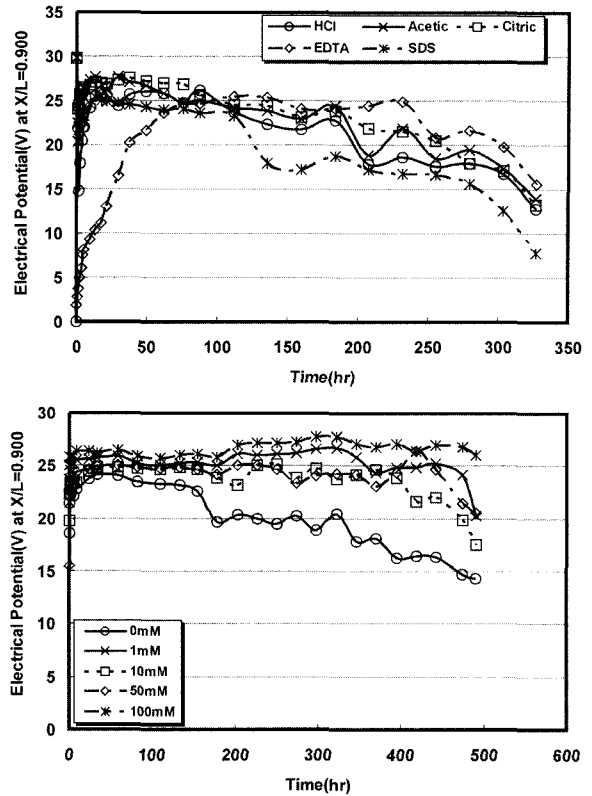 35
30
25
20
15
10
5
0
Electrical Potential(V) at X/L=0.900
HCl Acetic Citric
EDTA SDS
0 50 100 150 200 250 300 350
Time(hr)
30
25
20
15
10
5
0
Electrical Potential(V) at X/L=0.900
0mM
1mM
10mM
50mM
100mM
0 100 200 300 400 500 600
Time(hr)